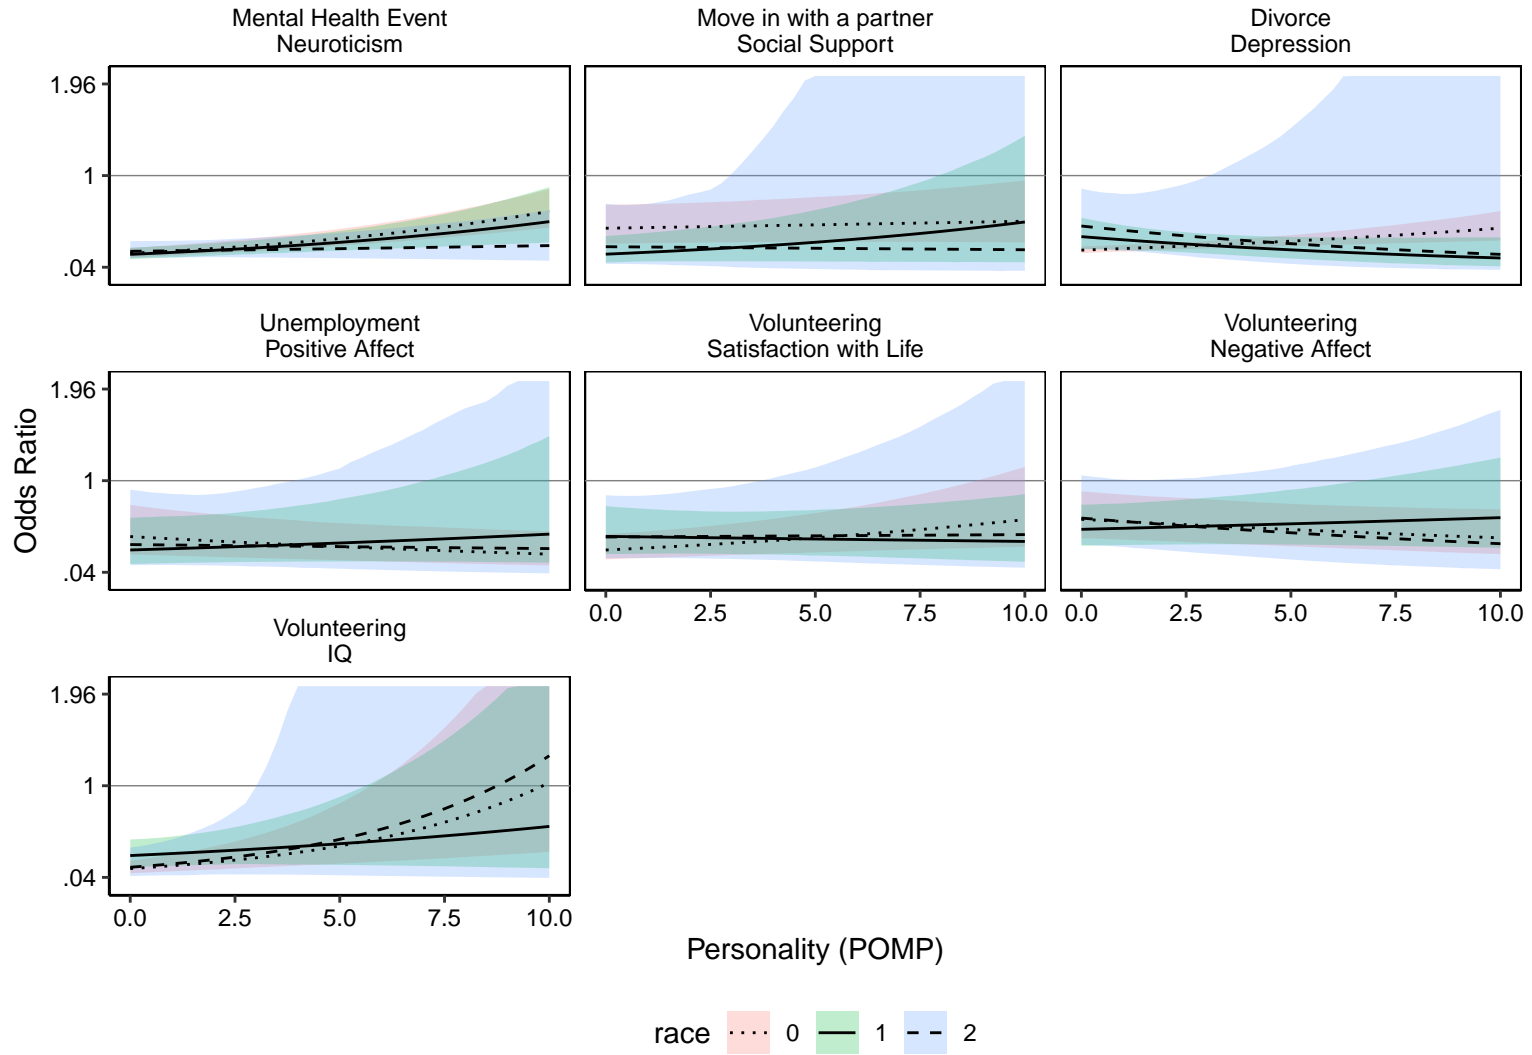 Mental Health Event
Neuroticism
Move in with a partner
Social Support
Divorce
Depression
1.96
1
.04
Unemployment
Positive Affect
Volunteering
Satisfaction with Life
Volunteering
Negative Affect
1.96
1
.04
0.0 2.5 5.0 7.5 10.0
0.0 2.5 5.0 7.5 10.0
Volunteering
IQ
1.96
1
.04
0.0 2.5 5.0 7.5 10.0
Odds Ratio
Personality (POMP)
race 0 1 2